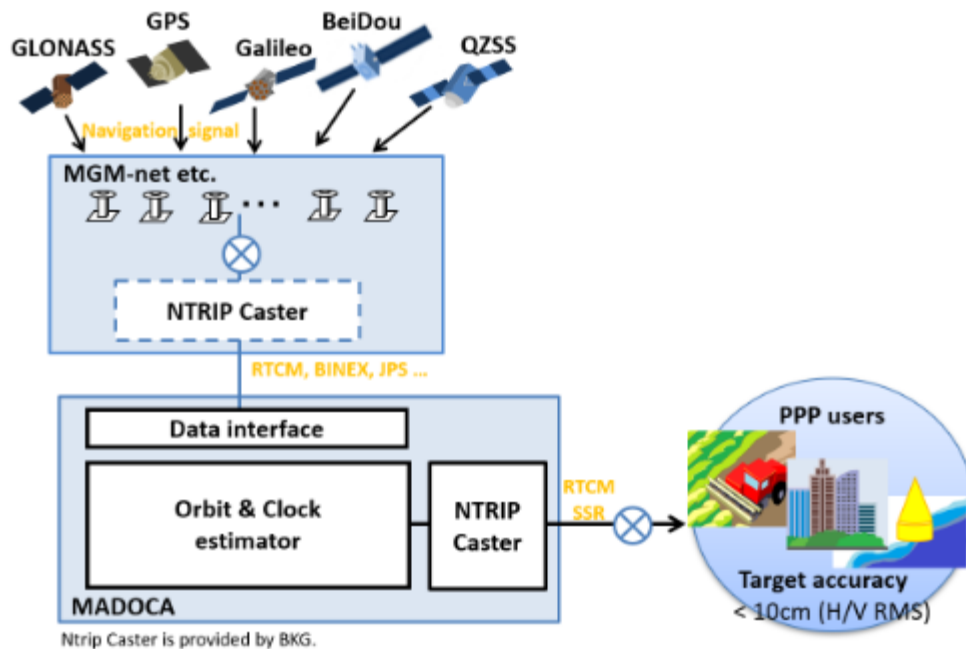 BeiDou
GPS
GLONASS
Galileo
QZSS
Navigation signal
MGM-net etc.
NTRIP Caster
RTCM, BINEX, JPS ...
Data interface
Orbit & Clock
estimator
NTRIP
Caster
MADOCA
RTCM
SSR
PPP users
Target accuracy
< 10cm (H/V RMS)
Ntrip Caster is provided by BKG.